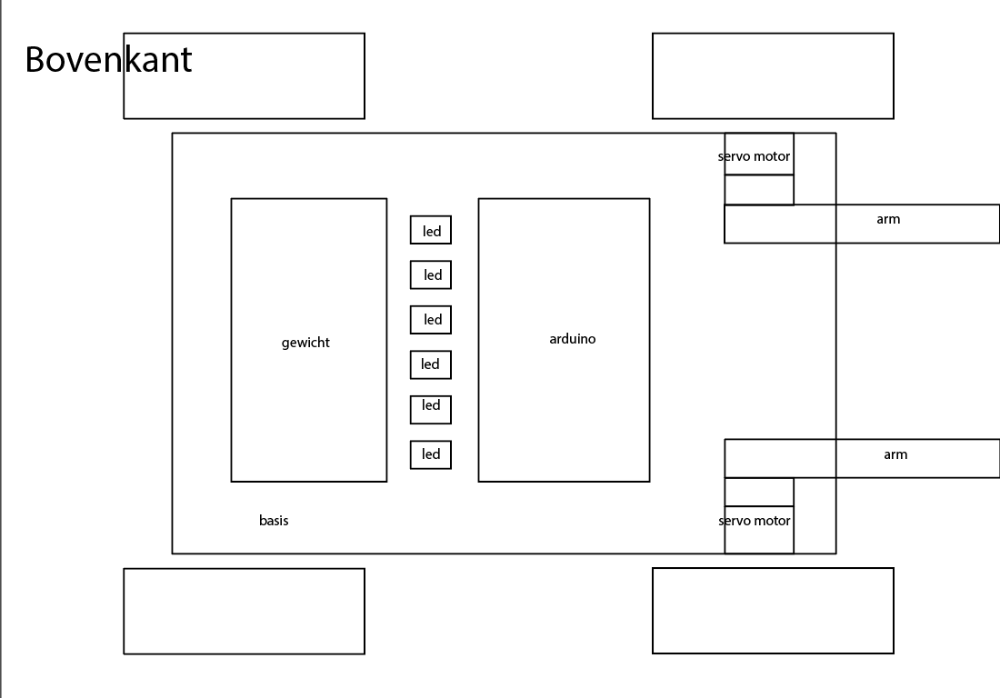 Bovenkant
servo motor
arm
led
led
led
gewicht
arduino
led
led
led
arm
basis
servo motor